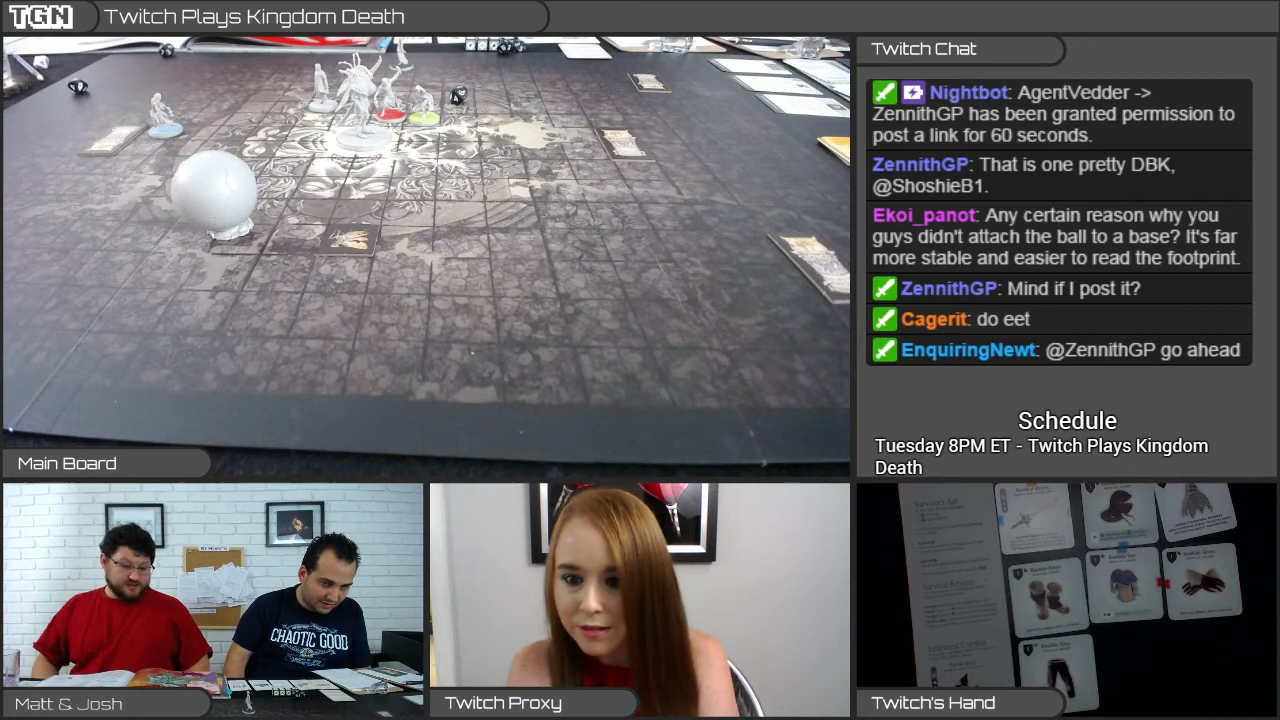 TGN
Twitch Plays Kingdom Death
Twitch Chat
Nightbot: AgentVedder ->
ZennithGP has been granted permission to
post a link for 60 seconds.
ZennithGP: That is one pretty DBK,
@ShoshieB1.
Ekoi_panot: Any certain reason why you
guys didn't attach the ball to a base? It's far
more stable and easier to read the footprint.
ZennithGP: Mind if I post it?
Cagerit: do eet
EnquiringNewt: @ZennithGP go ahead
Schedule
Tuesday 8PM ET - Twitch Plays Kingdom
Death
Main Board
CHAOTIC GOOD
Matt & Josh
Twitch Proxy
Twitch's Hand